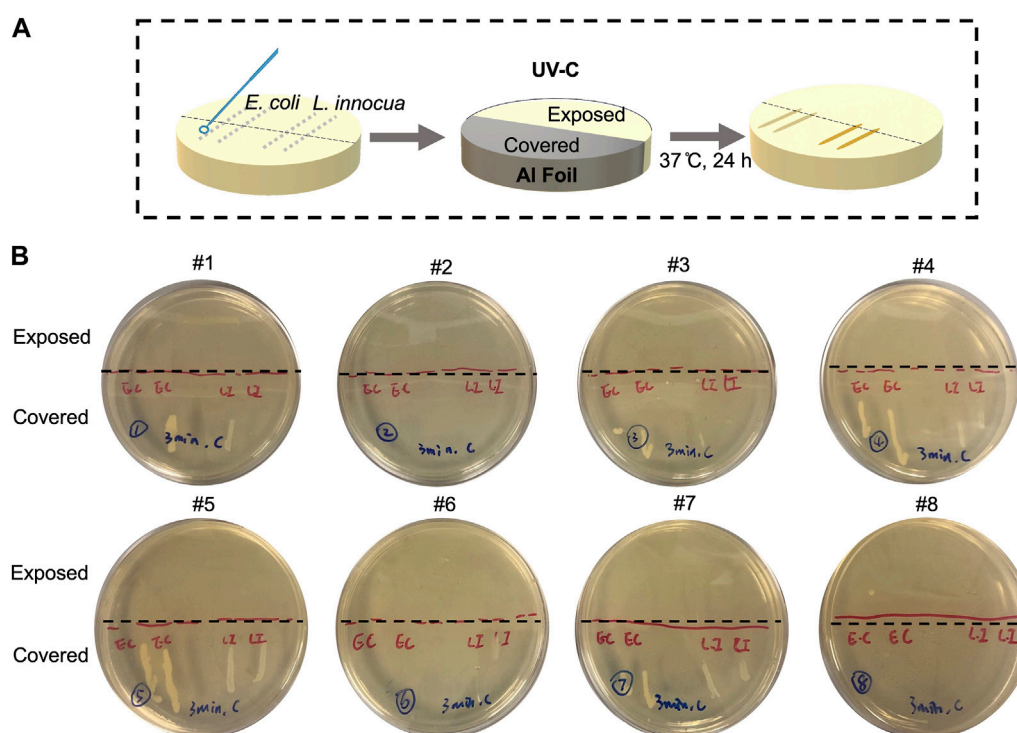 A
UV-C
E. coli L. innocua
Exposed
Covered
Al Foil
37 ℃, 24 h
B
#1 #2 #3 #4
Exposed
EC EC LI LI
EC EC LI LI
EC EC LI LI
EC EC LI LI
Covered
① 3min. C
② 3min. C
③ 3min. C
④ 3min. C
#5 #6 #7 #8
Exposed
EC EC LI LI
EC EC LI LI
EC EC LI LI
E-C EC L-I L-I
Covered
⑤ 3min. C
⑥ 3min. C
⑦ 3min. C
⑧ 3min. C